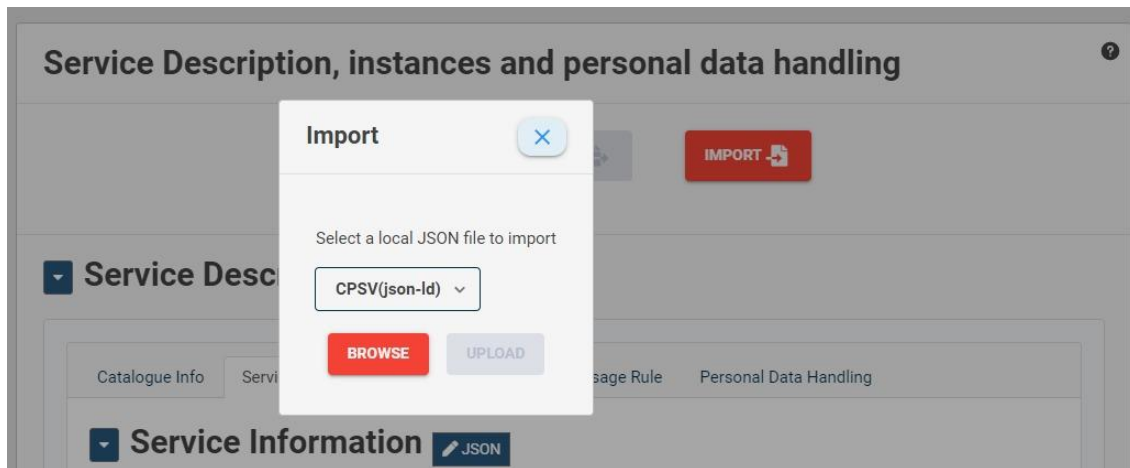 Service Description, instances and personal data handling
Import
IMPORT
Select a local JSON file to import
CPSV(json-ld)
BROWSE UPLOAD
Service Desc
Catalogue Info Servi sage Rule Personal Data Handling
Service Information JSON